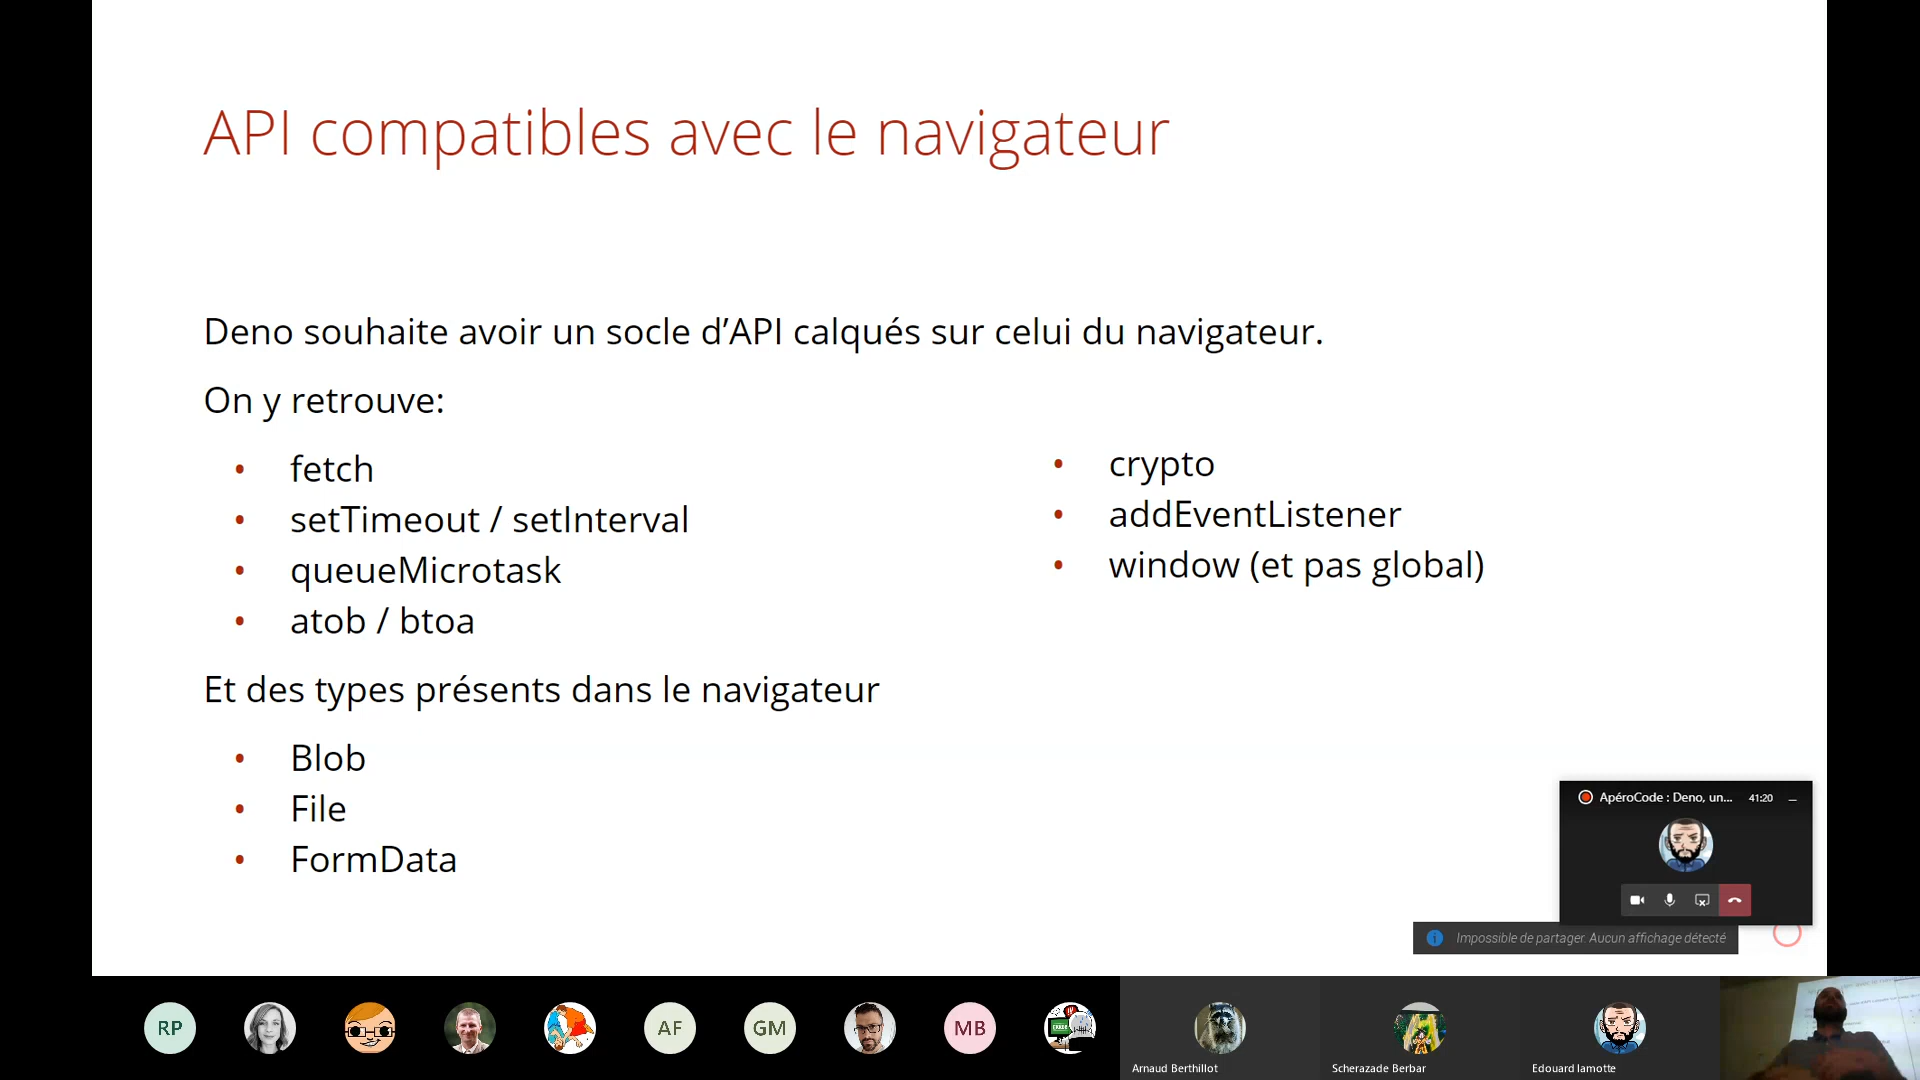 API compatibles avec le navigateur
Deno souhaite avoir un socle d’API calqués sur celui du navigateur.
On y retrouve:
• fetch
• setTimeout / setInterval
• queueMicrotask
• atob / btoa
• crypto
• addEventListener
• window (et pas global)
Et des types présents dans le navigateur
• Blob
• File
• FormData
ApéroCode : Deno, un... 41:20
Impossible de partager. Aucun affichage détecté
RP
AF
GM
MB
Arnaud Berthillot
Scherazade Berbar
Edouard lamotte